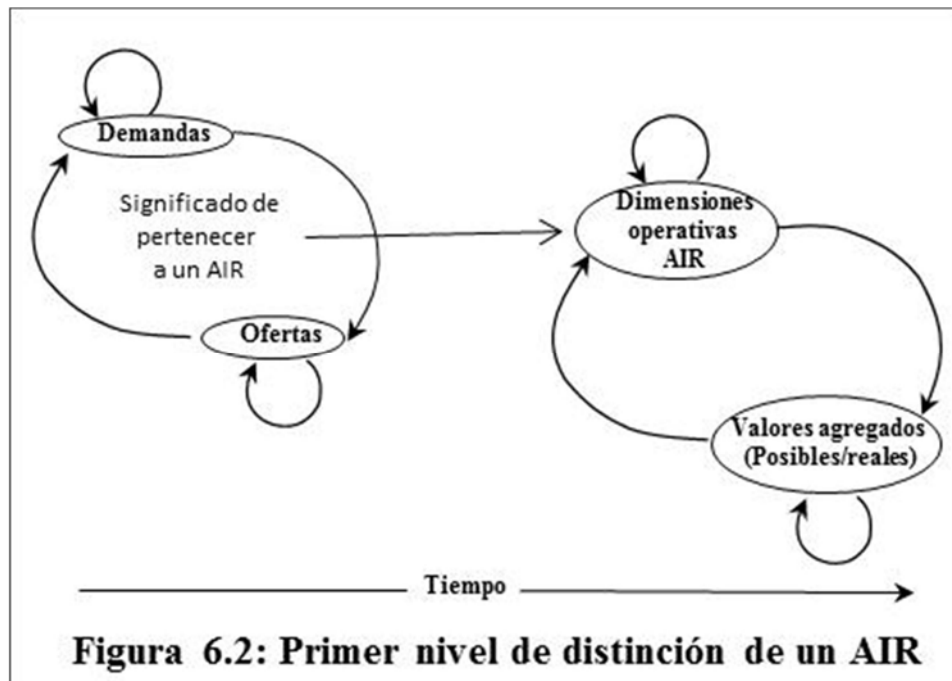 Demandas
Significado de
pertenecer
a un AIR
Ofertas
Dimensiones
operativas
AIR
Valores agregados
(Posibles/reales)
Tiempo
Figura 6.2: Primer nivel de distinción de un AIR